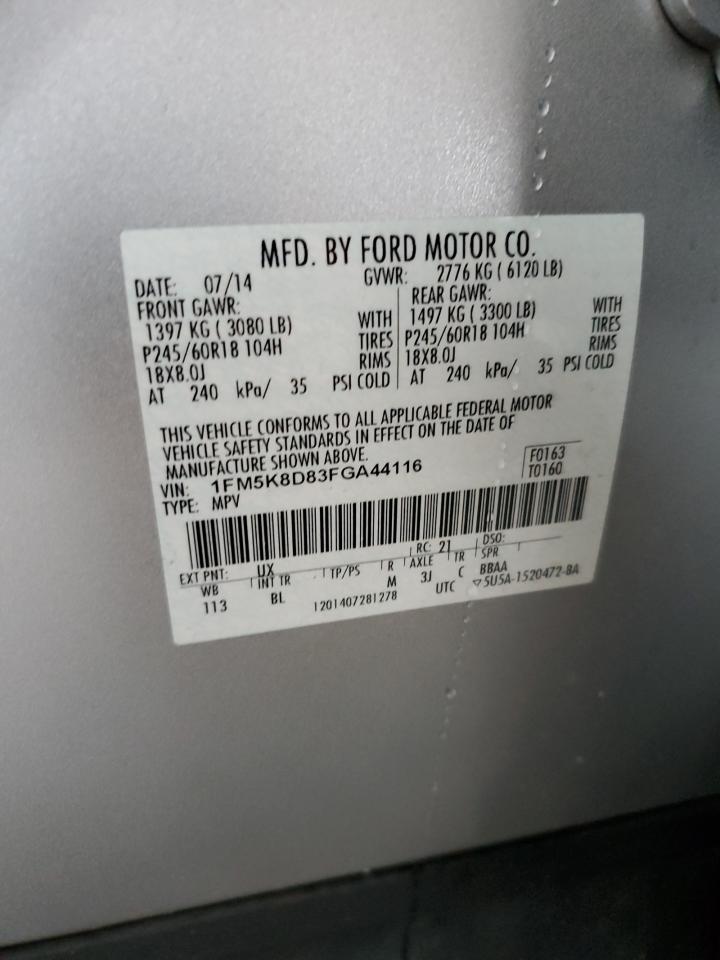 MFD. BY FORD MOTOR CO.
DATE: 07/14 GVWR: 2776 KG ( 6120 LB)
FRONT GAWR: REAR GAWR:
1397 KG ( 3080 LB) WITH 1497 KG ( 3300 LB) WITH
P245/60R18 104H TIRES P245/60R18 104H TIRES
18X8.0J RIMS 18X8.0J RIMS
AT 240 kPa/ 35 PSI COLD AT 240 kPa/ 35 PSI COLD
THIS VEHICLE CONFORMS TO ALL APPLICABLE FEDERAL MOTOR
VEHICLE SAFETY STANDARDS IN EFFECT ON THE DATE OF
MANUFACTURE SHOWN ABOVE.
VIN: 1FM5K8D83FGA44116 F0163
TYPE: MPV T0160
EXT PNT: UX RC: 21 DSO:
WB INT TR TP/PS R AXLE TR SPR
113 BL M 3J C BBAA
1201407281278 UTC ▽5U5A-1520472-BA